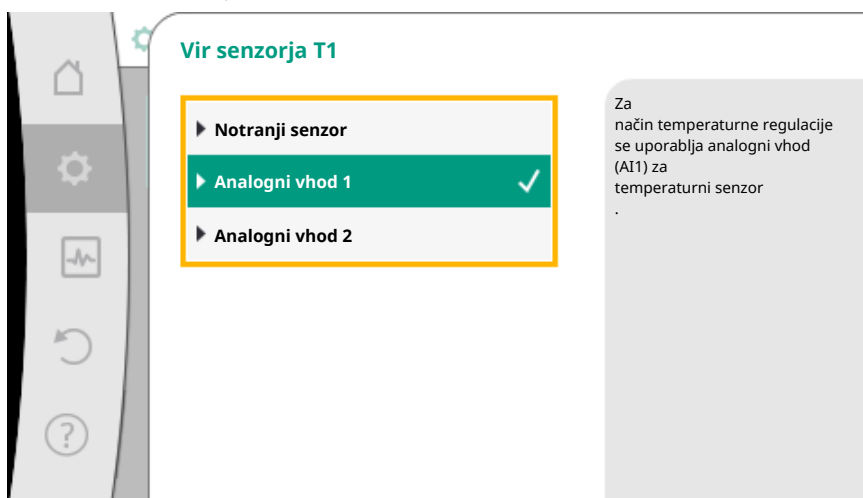 Vir senzorja T1
Notranji senzor
Analogni vhod 1
Analogni vhod 2
Za
način temperaturne regulacije
se uporablja analogni vhod
(AI1) za
temperaturni senzor
.
?